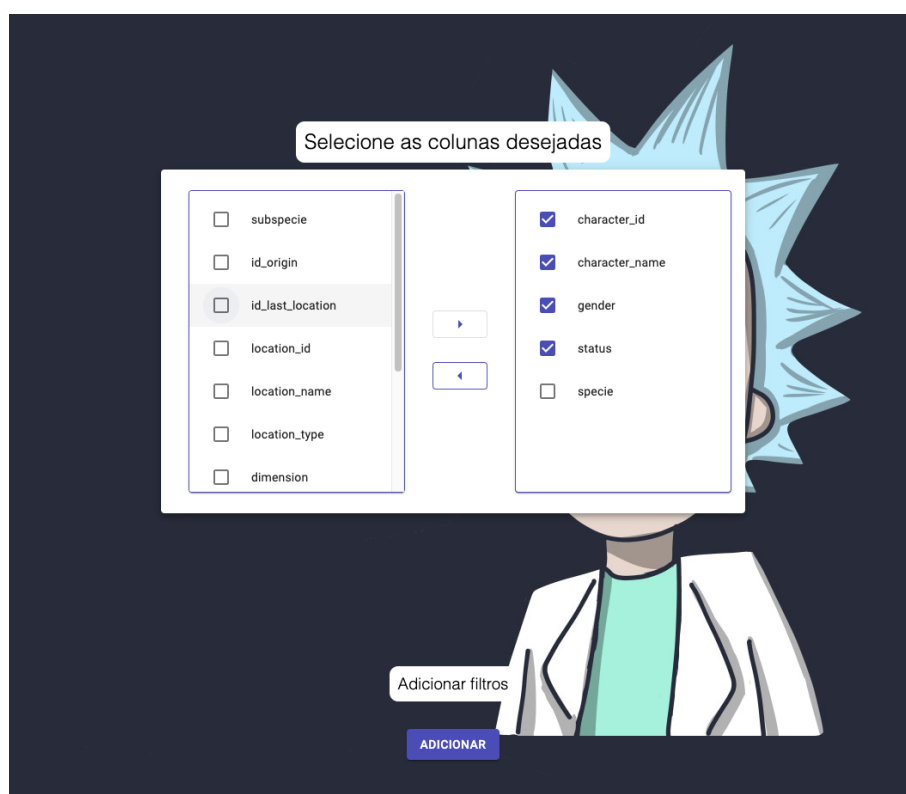 Selecione as colunas desejadas
subspecie
id_origin
id_last_location
location_id
location_name
location_type
dimension
character_id
character_name
gender
status
specie
Adicionar filtros
ADICIONAR